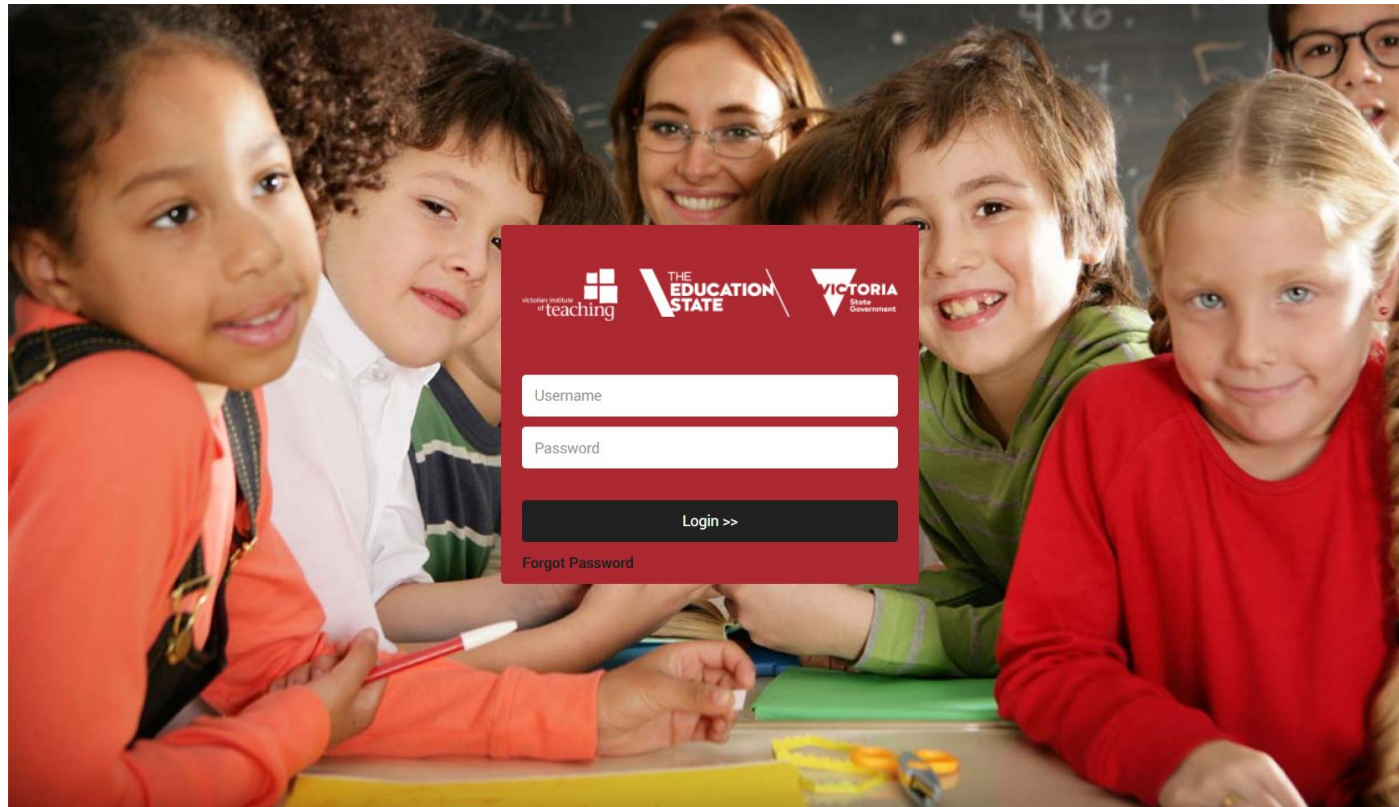 victorian institute
of teaching
THE
EDUCATION
STATE
VICTORIA
State
Government
Username
Password
Login >>
Forgot Password